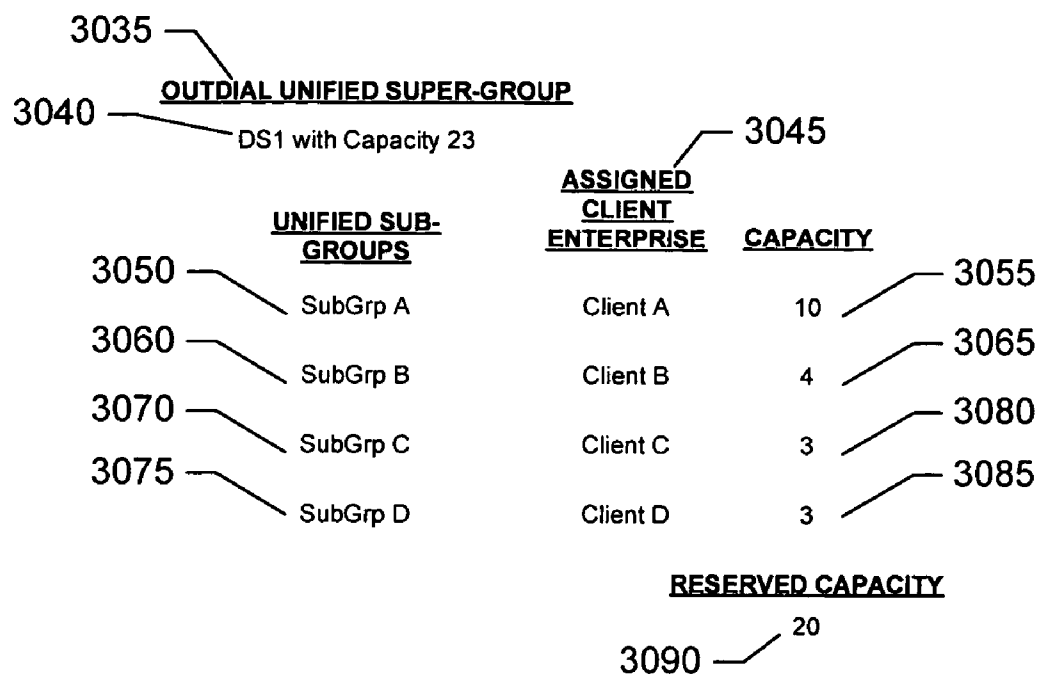 3035
OUTDIAL UNIFIED SUPER-GROUP
3040
DS1 with Capacity 23
3045
ASSIGNED
CLIENT
UNIFIED SUB-
ENTERPRISE CAPACITY
GROUPS
3050 3055
SubGrp A Client A 10
3060 3065
SubGrp B Client B 4
3070 3080
SubGrp C Client C 3
3075 3085
SubGrp D Client D 3
RESERVED CAPACITY
20
3090